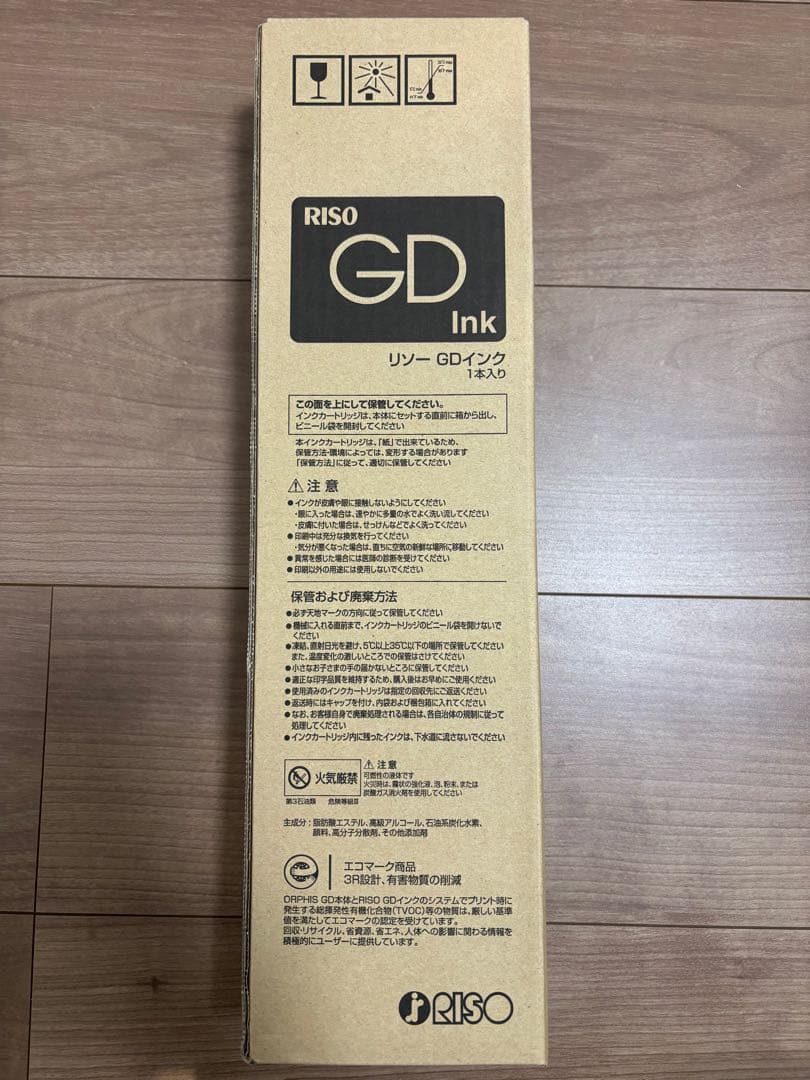 RISO
GD
Ink
リソー GDインク
1本入り
この面を上にして保管してください。
インクカートリッジは、本体にセットする直前に箱から出し、
ビニール袋を開封してください
本インクカートリッジは、「紙」で出来ているため、
保管方法・環境によっては、変形する場合があります
「保管方法」に従って、適切に保管してください
注意
●インクが皮膚や眼に接触しないようにしてください
・眼に入った場合は、速やかに多量の水でよく洗い流してください
・皮膚に付いた場合は、せっけんなどでよく洗ってください
●印刷中は充分な換気を行ってください
・気分が悪くなった場合は、直ちに空気の新鮮な場所に移動してください
●異常を感じた場合には医師の診断を受けてください
●印刷以外の用途には使用しないでください
保管および廃棄方法
●必ず天地マークの方向に従って保管してください
●機械に入れる直前まで、インクカートリッジのビニール袋を開けないで
ください
●凍結、直射日光を避け、5℃以上35℃以下の場所で保管してください
また、温度変化の激しいところでの保管はさけてください
●小さなお子さまの手の届かないところに保管してください
●適正な印字品質を維持するため、購入後はお早めにご使用ください
●使用済みのインクカートリッジは指定の回収先にご返送ください
●返送時にはキャップを付け、内袋および梱包箱に入れてください
●なお、お客様自身で廃棄処理される場合は、各自治体の規制に従って
処理してください
●インクカートリッジ内に残ったインクは、下水道に流さないでください
火気厳禁
第3石油類 危険等級Ⅲ
注意
可燃性の液体です
火災時は、霧状の強化液、泡、粉末、または
炭酸ガス消火剤を使用してください
主成分：脂肪酸エステル、高級アルコール、石油系炭化水素、
顔料、高分子分散剤、その他添加剤
エコマーク商品
3R設計、有害物質の削減
ORPHIS GD本体とRISO GDインクのシステムでプリント時に
発生する総揮発性有機化合物(TVOC)等の物質は、厳しい基準
値を満たしてエコマークの認定を受けています。
回収・リサイクル、省資源、省エネ、人体への影響に関わる情報を
積極的にユーザーに提供しています。
RISO